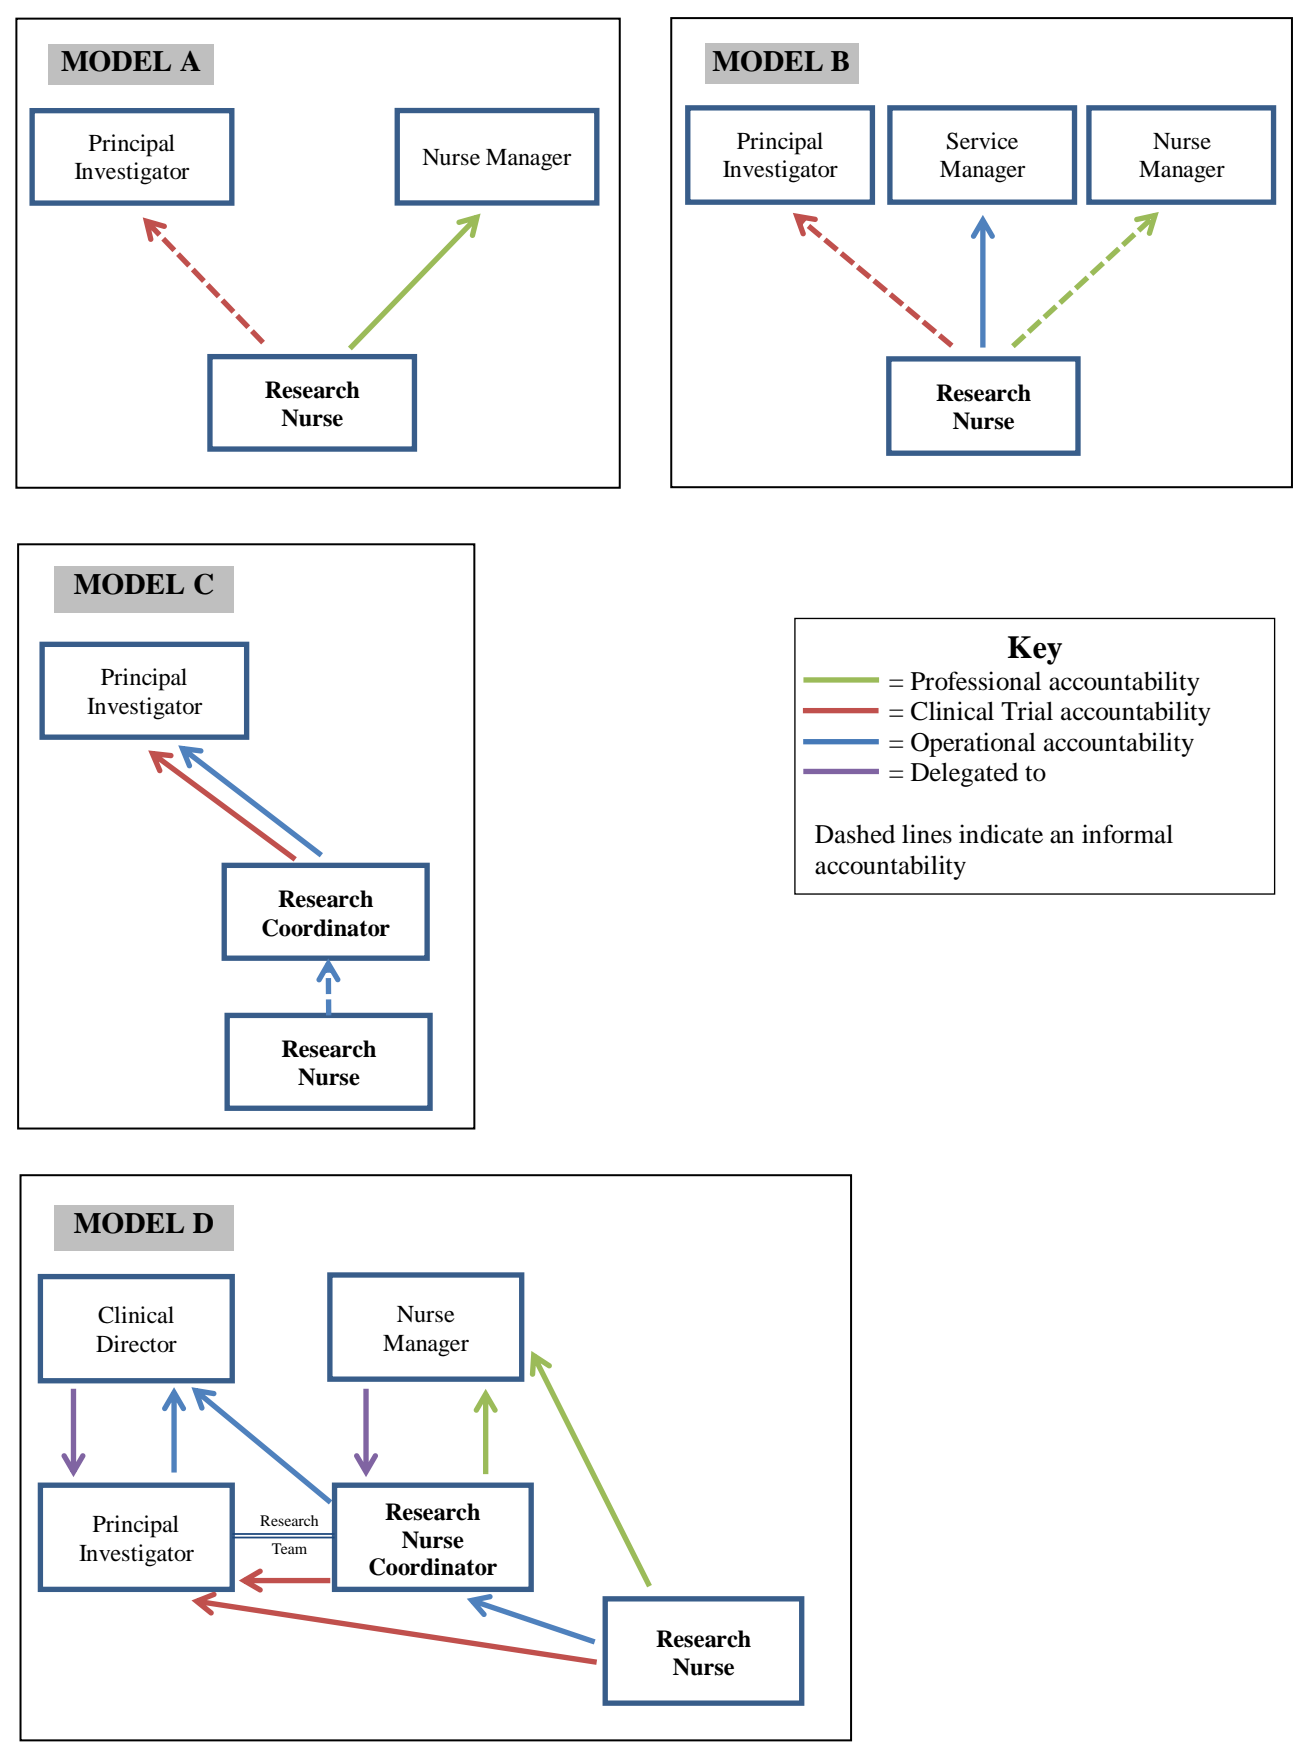 MODEL A
Principal
Investigator
Nurse Manager
Research
Nurse
MODEL B
Principal
Investigator
Service
Manager
Nurse
Manager
Research
Nurse
MODEL C
Principal
Investigator
Research
Coordinator
Research
Nurse
Key
= Professional accountability
= Clinical Trial accountability
= Operational accountability
= Delegated to
Dashed lines indicate an informal
accountability
MODEL D
Clinical
Director
Nurse
Manager
Principal
Investigator
Research
Team
Research
Nurse
Coordinator
Research
Nurse